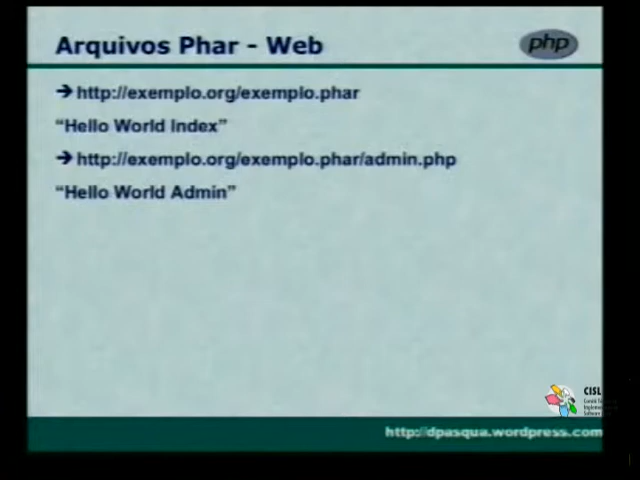 Arquivos Phar - Web
php
➔ http://exemplo.org/exemplo.phar
“Hello World Index”
➔ http://exemplo.org/exemplo.phar/admin.php
“Hello World Admin”
CISL
http://dpasqua.wordpress.com